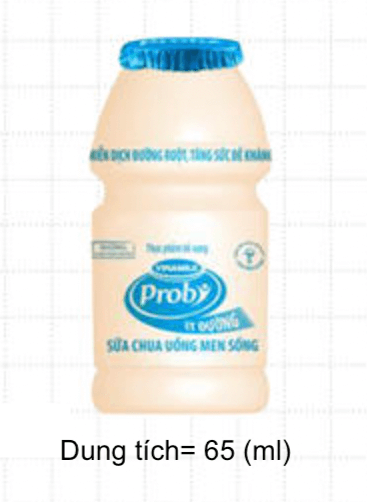 MIỄN DỊCH ĐƯỜNG RUỘT, TĂNG SỨC ĐỀ KHÁNG
Thực phẩm bổ sung
VINAMILK
Proby
ÍT ĐƯỜNG
SỮA CHUA UỐNG MEN SỐNG
Dung tích= 65 (ml)